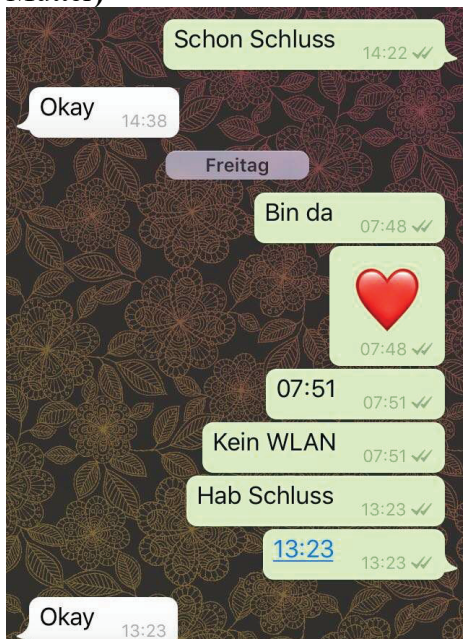 Schon Schluss 14:22
Okay 14:38
Freitag
Bin da 07:48
07:48
07:51 07:51
Kein WLAN 07:51
Hab Schluss 13:23
13:23 13:23
Okay 13:23